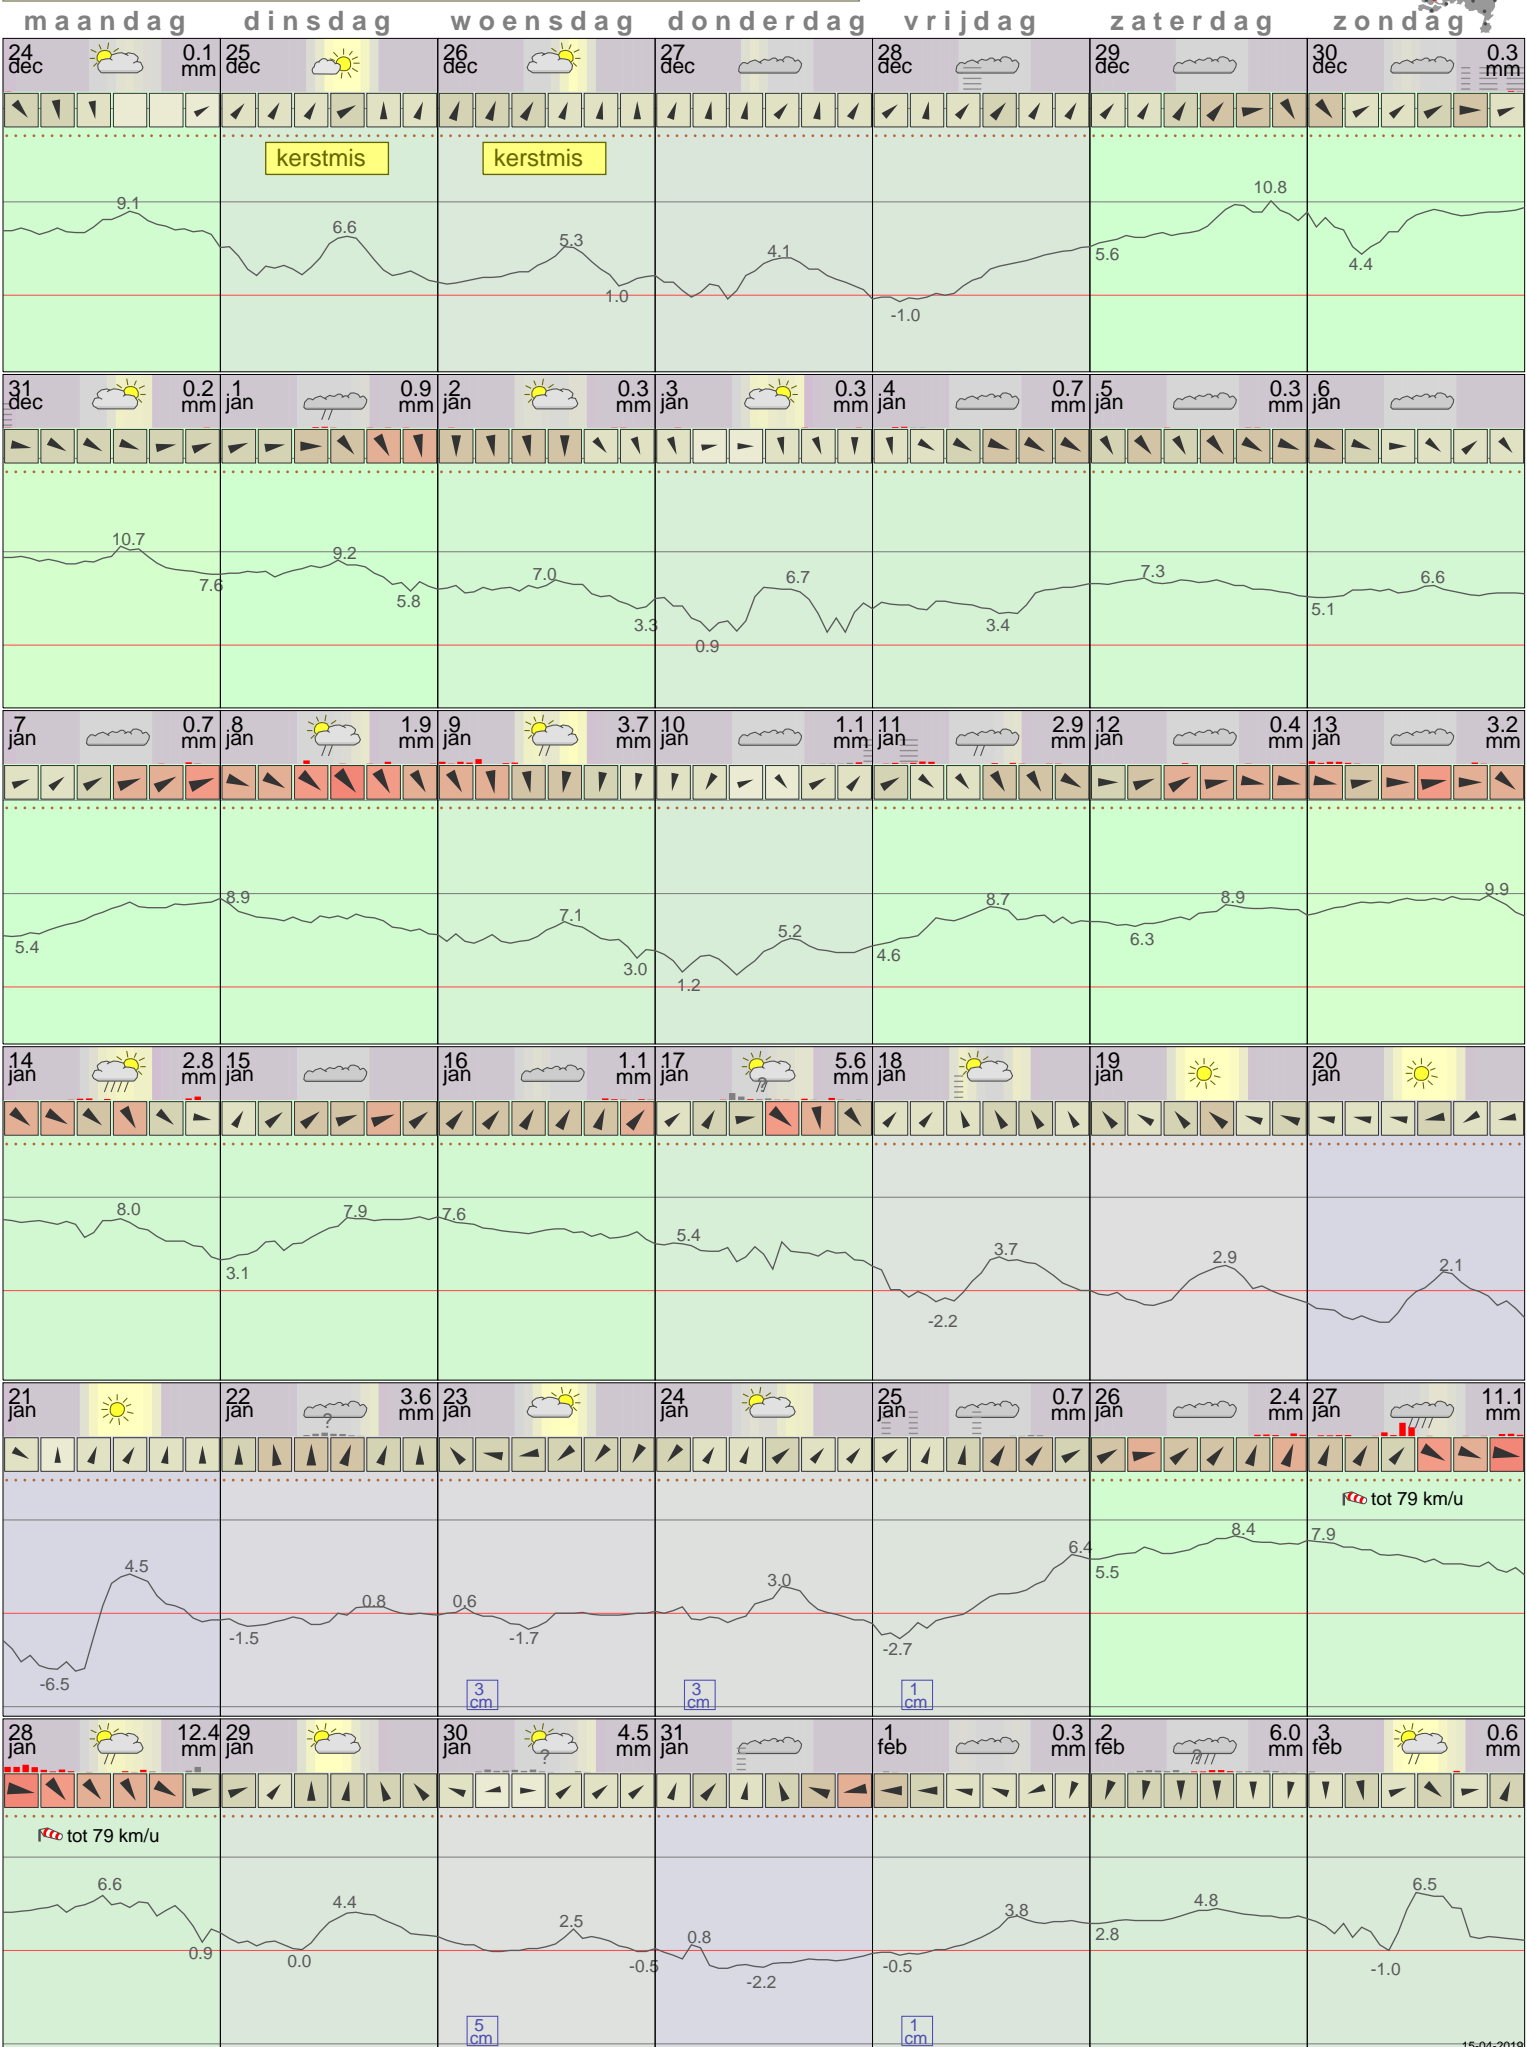 maandag dinsdag woensdag donderdag vrijdag zaterdag zondag
24 dec 0.1 mm 25 dec 26 dec 27 dec 28 dec 29 dec 30 dec 0.3 mm
kerstmis kerstmis
9.1 6.6 5.3 1.0 4.1 -1.0 5.6 10.8 4.4
31 dec 0.2 mm 1 jan 0.9 mm 2 jan 0.3 mm 3 jan 0.3 mm 4 jan 0.7 mm 5 jan 0.3 mm 6 jan
10.7 7.6 9.2 5.8 7.0 3.3 0.9 6.7 3.4 7.3 5.1 6.6
7 jan 0.7 mm 8 jan 1.9 mm 9 jan 3.7 mm 10 jan 1.1 mm 11 jan 2.9 mm 12 jan 0.4 mm 13 jan 3.2 mm
5.4 8.9 7.1 3.0 1.2 5.2 4.6 8.7 6.3 8.9 9.9
14 jan 2.8 mm 15 jan 16 jan 1.1 mm 17 jan ? 5.6 mm 18 jan 19 jan 20 jan
8.0 3.1 7.9 7.6 5.4 -2.2 3.7 2.9 2.1
21 jan 22 jan ? 3.6 mm 23 jan 24 jan 25 jan 0.7 mm 26 jan 2.4 mm 27 jan 11.1 mm
tot 79 km/u
-6.5 4.5 -1.5 0.8 0.6 -1.7 3.0 -2.7 6.4 5.5 8.4 7.9
3 cm 3 cm 1 cm
28 jan 12.4 mm 29 jan 30 jan ? 4.5 mm 31 jan 1 feb 0.3 mm 2 feb ? 6.0 mm 3 feb 0.6 mm
tot 79 km/u
6.6 0.9 0.0 4.4 2.5 -0.5 0.8 -2.2 -0.5 3.8 2.8 4.8 -1.0 6.5
5 cm 1 cm
15-04-2019